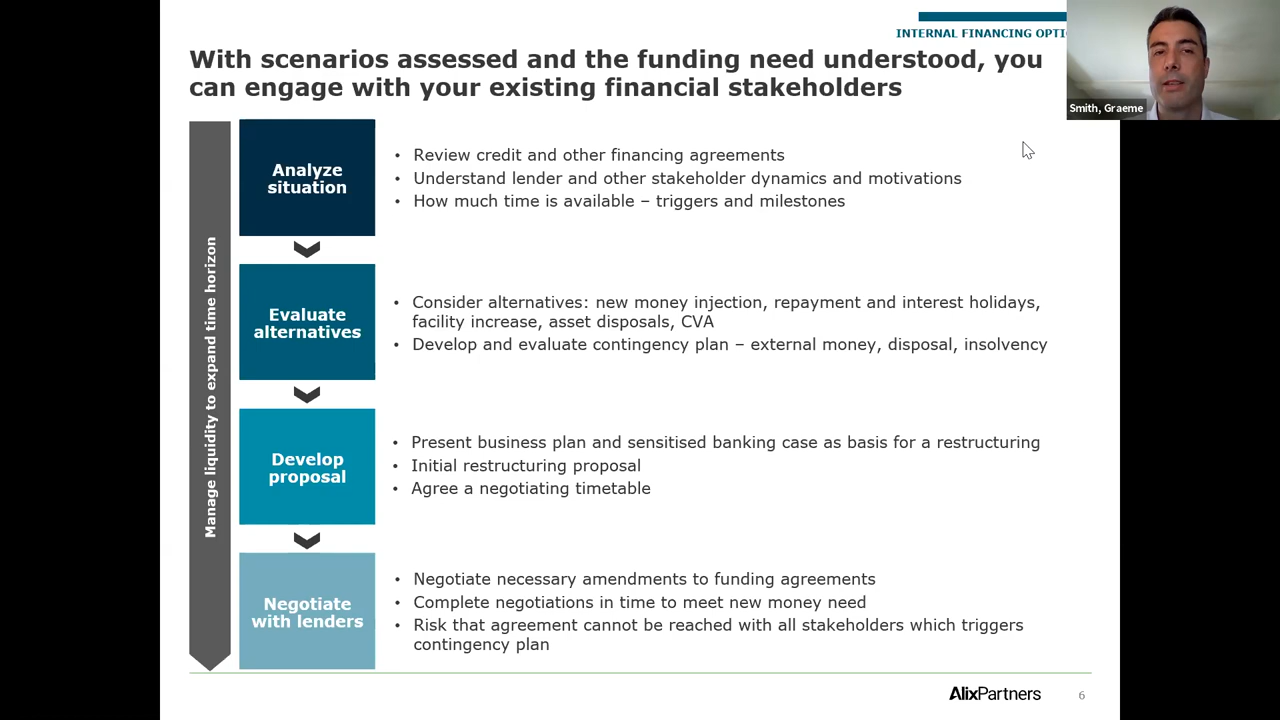 INTERNAL FINANCING
With scenarios assessed and the funding need understood, you
can engage with your existing financial stakeholders
Smith, Graeme
Manage liquidity to expand time horizon
Analyze
situation
• Review credit and other financing agreements
• Understand lender and other stakeholder dynamics and motivations
• How much time is available – triggers and milestones
Evaluate
alternatives
• Consider alternatives: new money injection, repayment and interest holidays,
facility increase, asset disposals, CVA
• Develop and evaluate contingency plan – external money, disposal, insolvency
Develop
proposal
• Present business plan and sensitised banking case as basis for a restructuring
• Initial restructuring proposal
• Agree a negotiating timetable
Negotiate
with lenders
• Negotiate necessary amendments to funding agreements
• Complete negotiations in time to meet new money need
• Risk that agreement cannot be reached with all stakeholders which triggers
contingency plan
AlixPartners
6